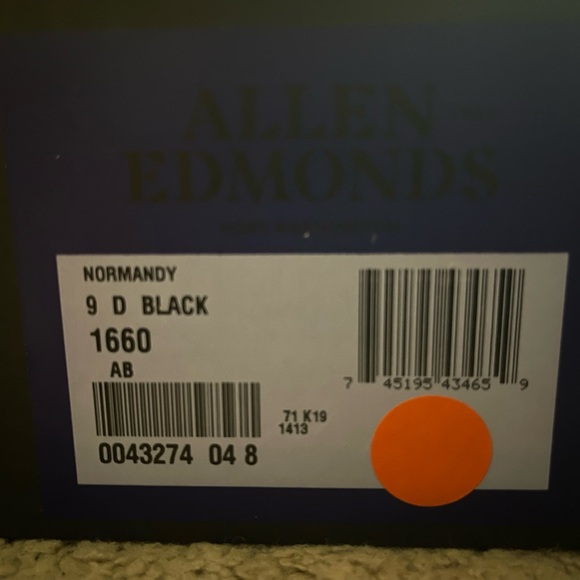 ALLEN
EDMONDS
NORMANDY
9 D BLACK
1660
AB
0043274 04 8
71 K19
1413
7 45195 43465 9